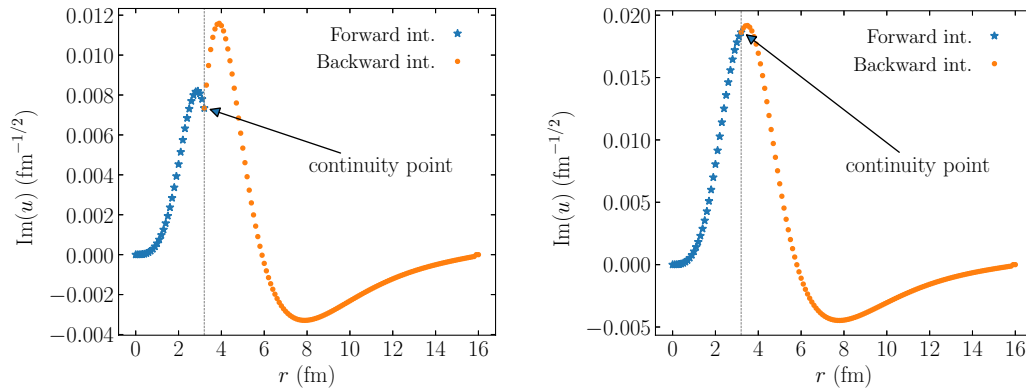 0.012
0.010
0.008
0.006
0.004
0.002
0.000
−0.002
−0.004
Im(u) (fm⁻¹/²)
Forward int.
Backward int.
continuity point
0 2 4 6 8 10 12 14 16
r (fm)
0.020
0.015
0.010
0.005
0.000
−0.005
Im(u) (fm⁻¹/²)
Forward int.
Backward int.
continuity point
0 2 4 6 8 10 12 14 16
r (fm)